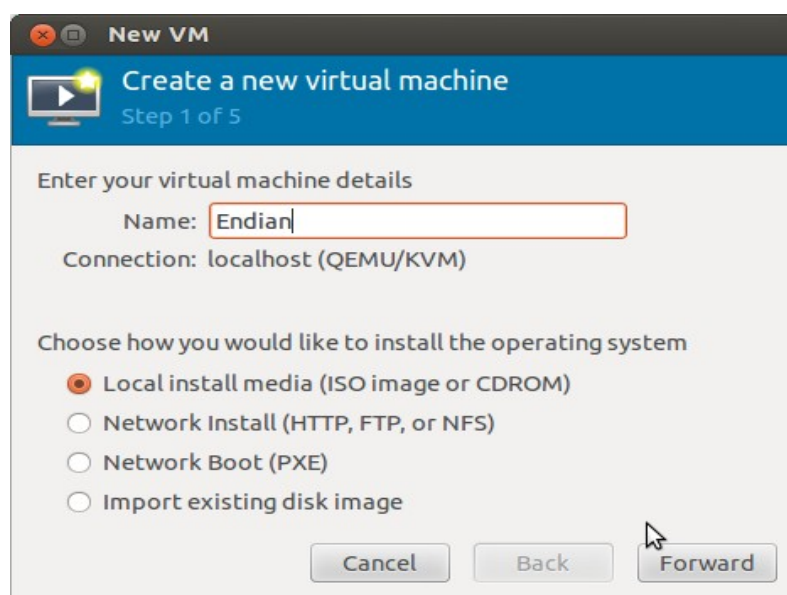 New VM
Create a new virtual machine
Step 1 of 5
Enter your virtual machine details
Name: Endian
Connection: localhost (QEMU/KVM)
Choose how you would like to install the operating system
Local install media (ISO image or CDROM)
Network Install (HTTP, FTP, or NFS)
Network Boot (PXE)
Import existing disk image
Cancel Back Forward